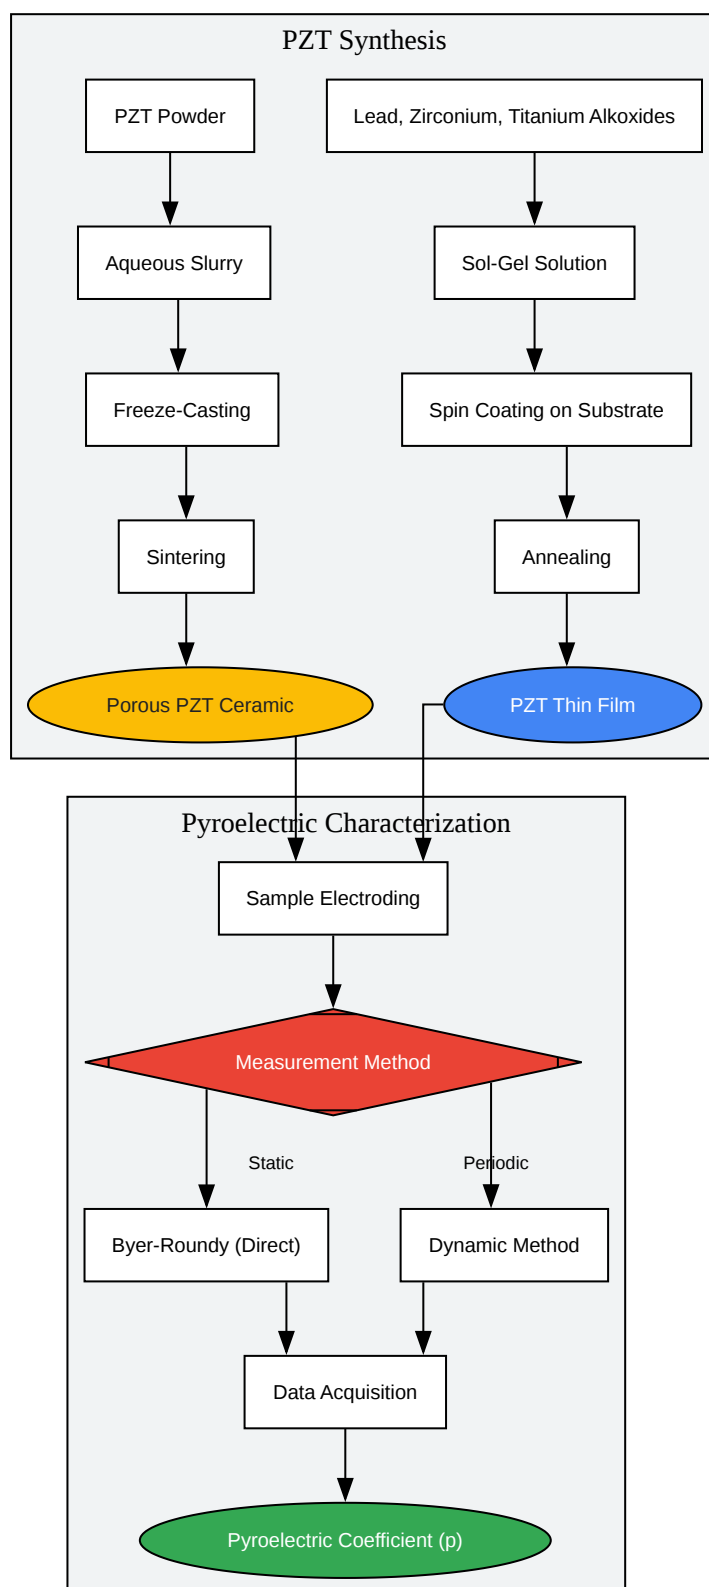 PZT Synthesis
PZT Powder
Lead, Zirconium, Titanium Alkoxides
Aqueous Slurry
Sol-Gel Solution
Freeze-Casting
Spin Coating on Substrate
Sintering
Annealing
Porous PZT Ceramic
PZT Thin Film
Pyroelectric Characterization
Sample Electroding
Measurement Method
Static
Periodic
Byer-Roundy (Direct)
Dynamic Method
Data Acquisition
Pyroelectric Coefficient (p)